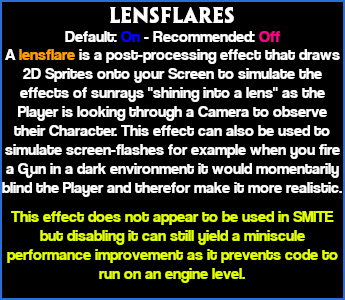 LENSFLARES
Default: On - Recommended: Off
A lensflare is a post-processing effect that draws
2D Sprites onto your Screen to simulate the
effects of sunrays "shining into a lens" as the
Player is looking through a Camera to observe
their Character. This effect can also be used to
simulate screen-flashes for example when you fire
a Gun in a dark environment it would momentarily
blind the Player and therefor make it more realistic.
This effect does not appear to be used in SMITE
but disabling it can still yield a miniscule
performance improvement as it prevents code to
run on an engine level.